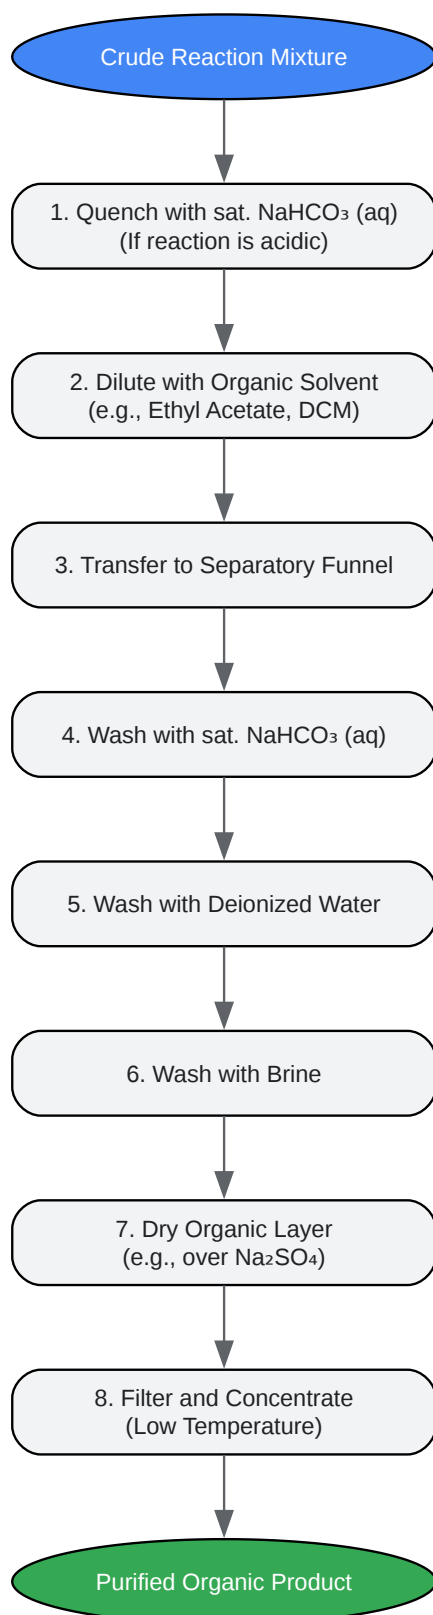 Crude Reaction Mixture
1. Quench with sat. NaHCO₃ (aq)
(If reaction is acidic)
2. Dilute with Organic Solvent
(e.g., Ethyl Acetate, DCM)
3. Transfer to Separatory Funnel
4. Wash with sat. NaHCO₃ (aq)
5. Wash with Deionized Water
6. Wash with Brine
7. Dry Organic Layer
(e.g., over Na₂SO₄)
8. Filter and Concentrate
(Low Temperature)
Purified Organic Product